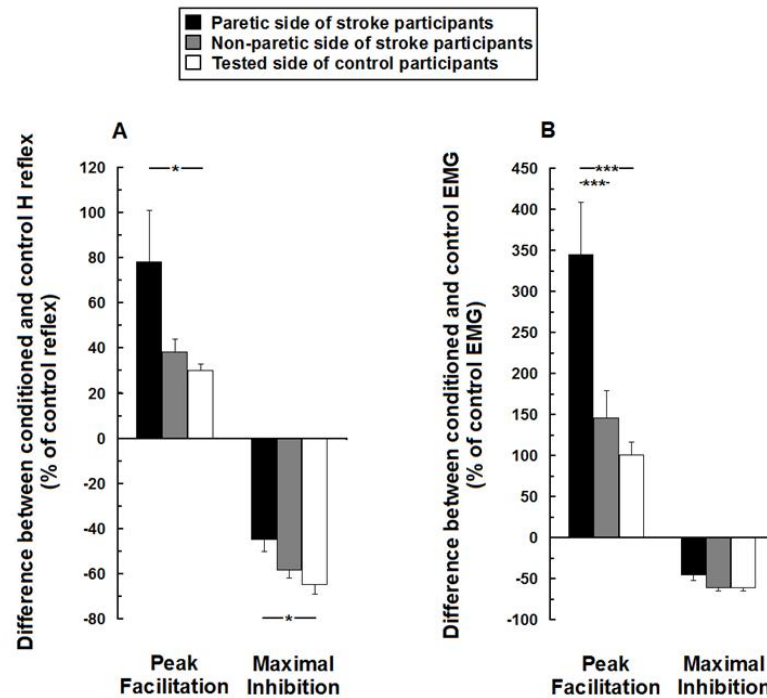 Paretic side of stroke participants
Non-paretic side of stroke participants
Tested side of control participants
A
Difference between conditioned and control H reflex
(% of control reflex)
120
100
80
60
40
20
0
-20
-40
-60
-80
*
*
Peak
Facilitation
Maximal
Inhibition
B
Difference between conditioned and control EMG
(% of control EMG)
450
400
350
300
250
200
150
100
50
0
-50
-100
***
***
Peak
Facilitation
Maximal
Inhibition